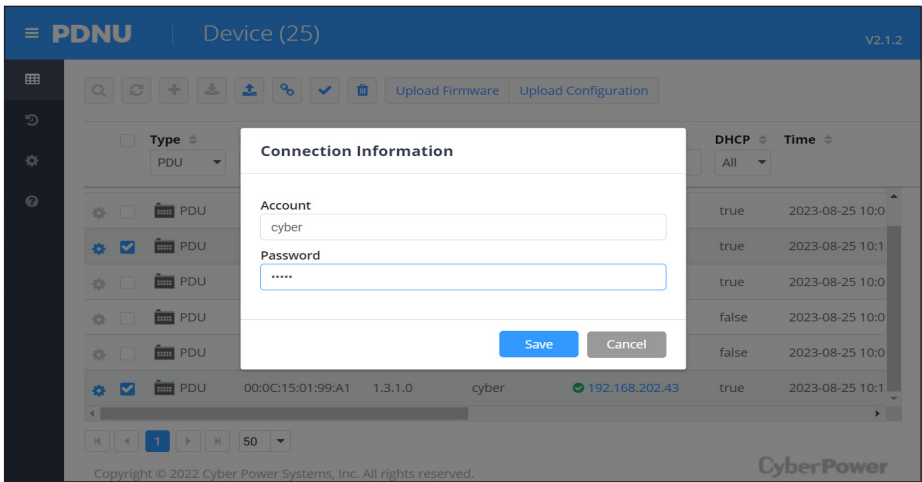 PDNU
Device (25)
V2.1.2
Upload Firmware
Upload Configuration
Type
DHCP
Time
PDU
All
Connection Information
Account
cyber
Password
•••••
Save
Cancel
PDU true 2023-08-25 10:0
PDU true 2023-08-25 10:1
PDU true 2023-08-25 10:0
PDU false 2023-08-25 10:0
PDU false 2023-08-25 10:0
PDU 00:0C:15:01:99:A1 1.3.1.0 cyber 192.168.202.43 true 2023-08-25 10:1
1
50
Copyright © 2022 Cyber Power Systems, Inc. All rights reserved.
CyberPower